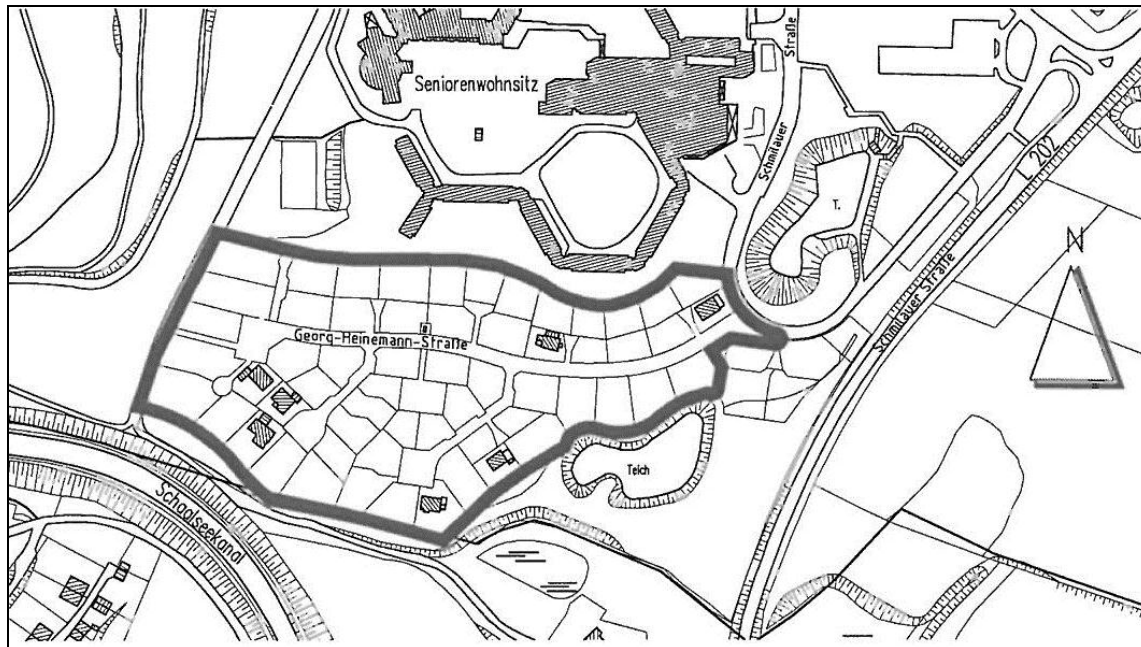 Seniorenwohnsitz
Schmilauer Straße
T.
L 202
Schmilauer Straße
N
Georg-Heinemann-Straße
Teich
Schaalseekanal